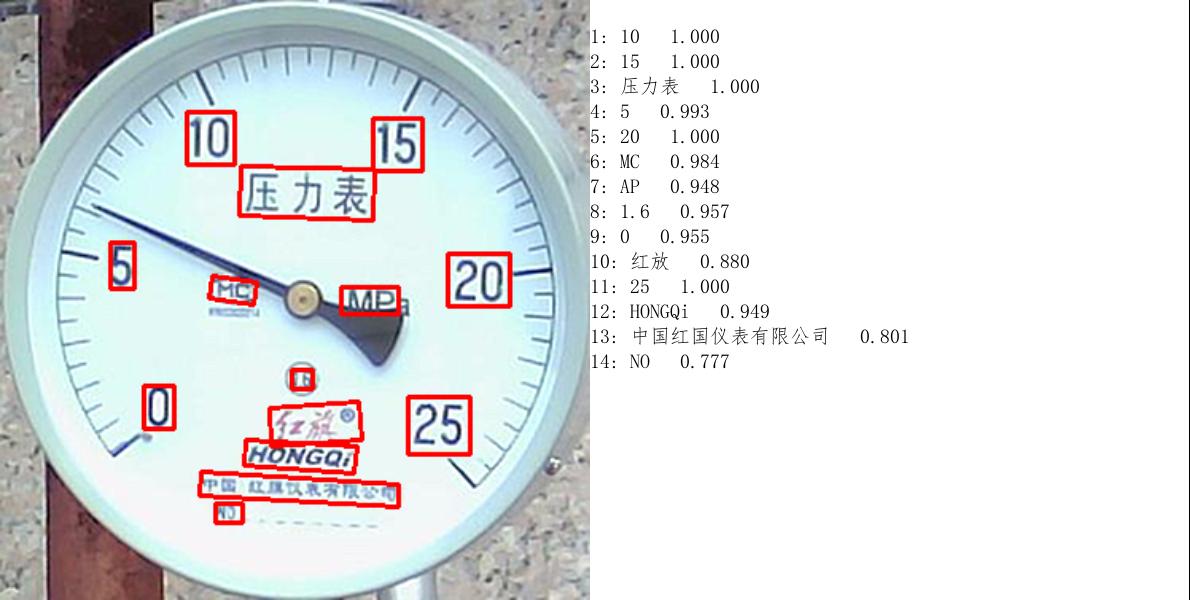 10 15
压力表
5 20
MC MPa
0 1.6 25
红旗®
HONGQi
中国 红旗仪表有限公司
NO
1: 10 1.000
2: 15 1.000
3: 压力表 1.000
4: 5 0.993
5: 20 1.000
6: MC 0.984
7: AP 0.948
8: 1.6 0.957
9: 0 0.955
10: 红放 0.880
11: 25 1.000
12: HONGQi 0.949
13: 中国红国仪表有限公司 0.801
14: NO 0.777